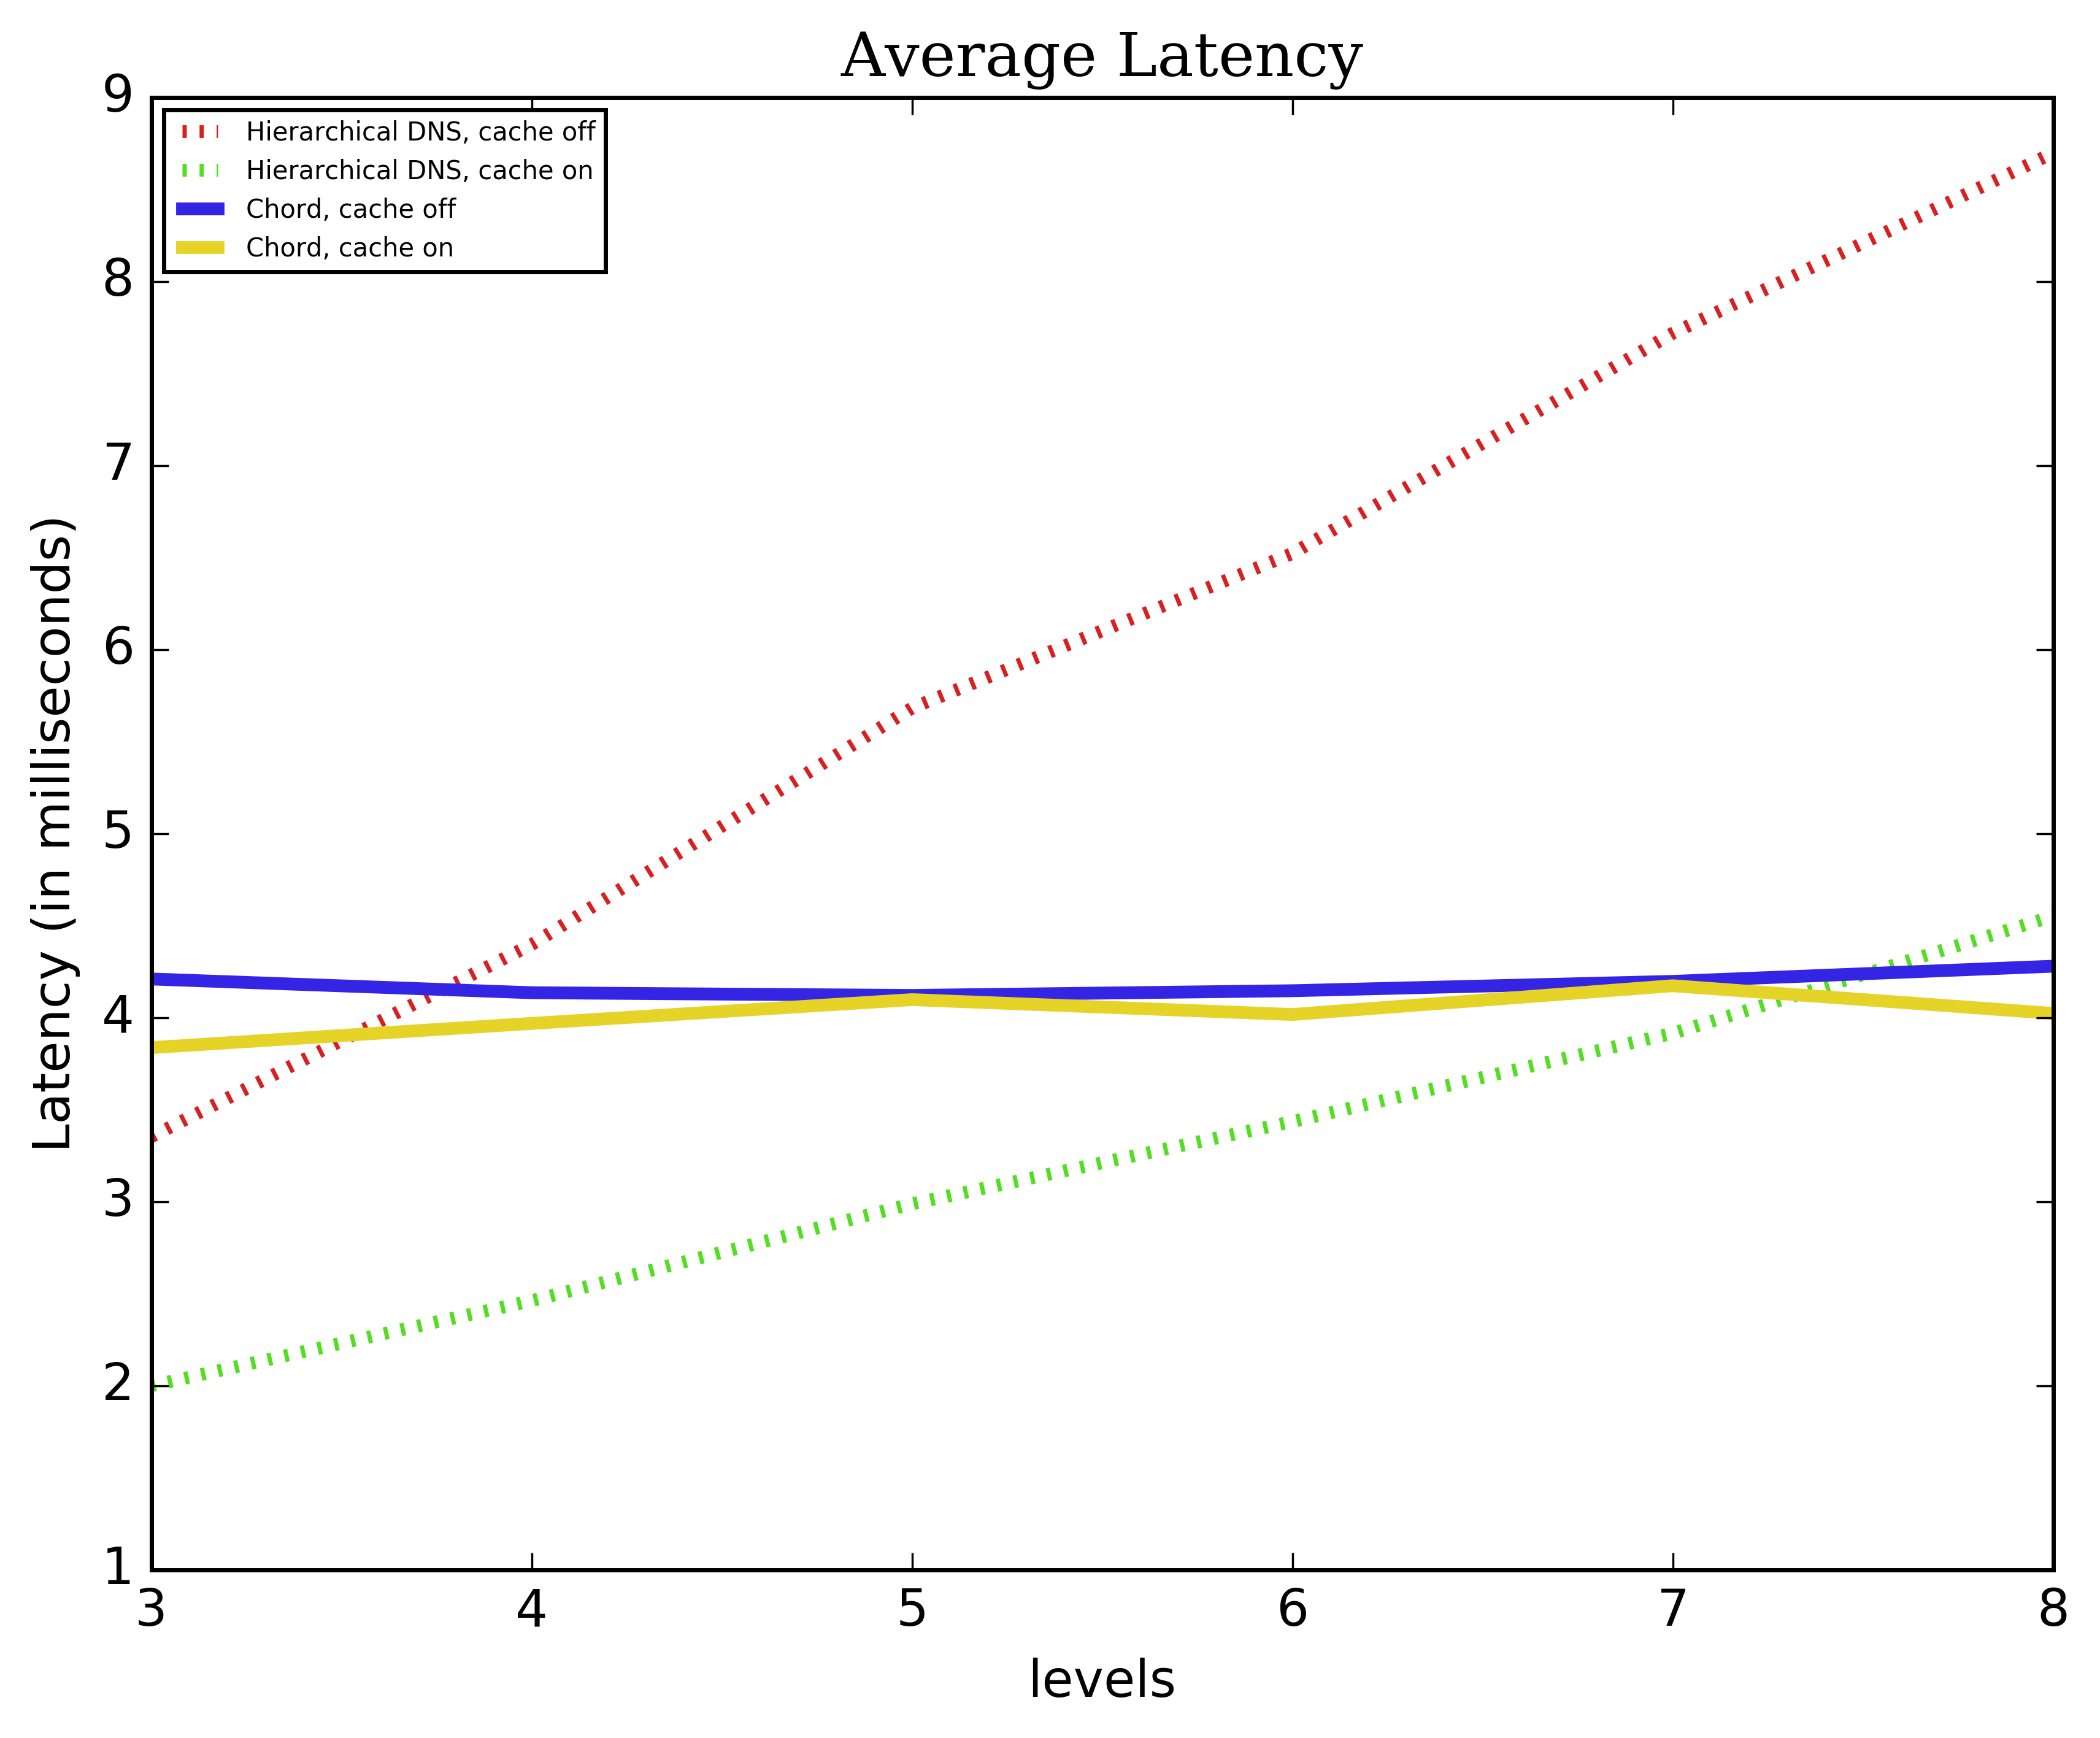 Average Latency
Hierarchical DNS, cache off
Hierarchical DNS, cache on
Chord, cache off
Chord, cache on
Latency (in milliseconds)
9
8
7
6
5
4
3
2
1
3 4 5 6 7 8
levels